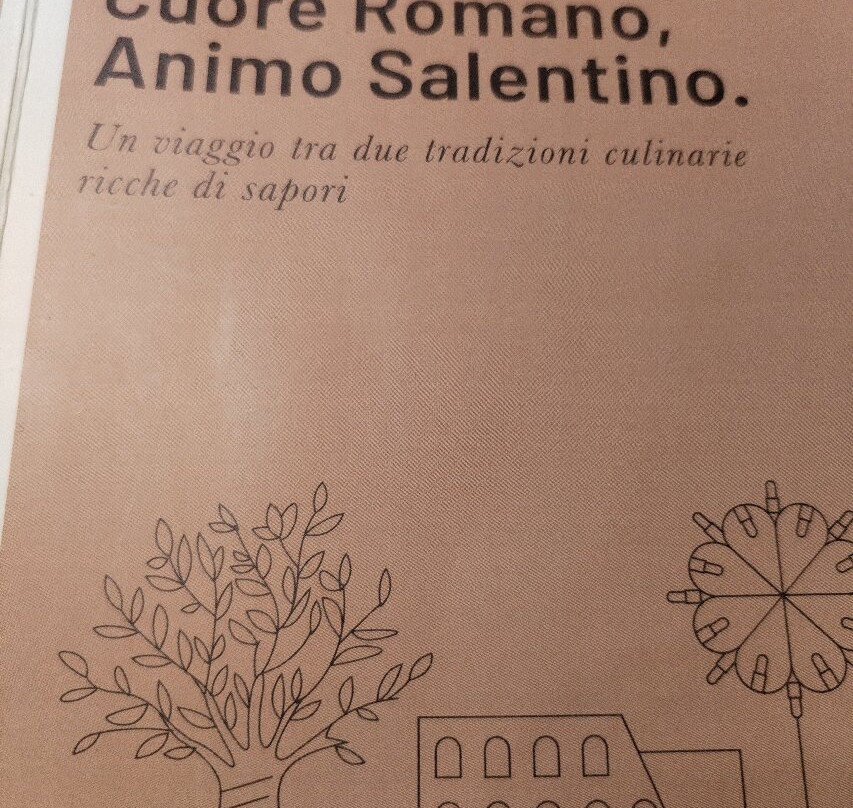 Cuore Romano,
Animo Salentino.
Un viaggio tra due tradizioni culinarie
ricche di sapori